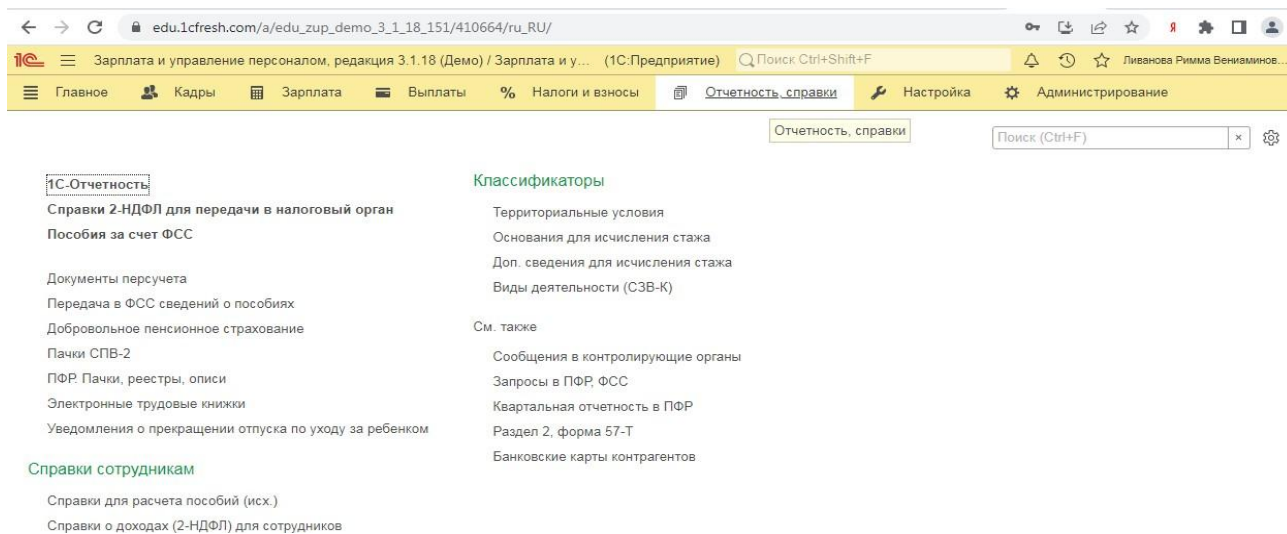 edu.1cfresh.com/a/edu_zup_demo_3_1_18_151/410664/ru_RU/
Я
1С Зарплата и управление персоналом, редакция 3.1.18 (Демо) / Зарплата и у... (1С:Предприятие) Поиск Ctrl+Shift+F Ливанова Римма Вениаминов...
Главное Кадры Зарплата Выплаты % Налоги и взносы Отчетность, справки Настройка Администрирование
Отчетность, справки
Поиск (Ctrl+F) ×
1С-Отчетность
Справки 2-НДФЛ для передачи в налоговый орган
Пособия за счет ФСС
Документы персучета
Передача в ФСС сведений о пособиях
Добровольное пенсионное страхование
Пачки СПВ-2
ПФР. Пачки, реестры, описи
Электронные трудовые книжки
Уведомления о прекращении отпуска по уходу за ребенком
Справки сотрудникам
Справки для расчета пособий (исх.)
Справки о доходах (2-НДФЛ) для сотрудников
Классификаторы
Территориальные условия
Основания для исчисления стажа
Доп. сведения для исчисления стажа
Виды деятельности (СЗВ-К)
См. также
Сообщения в контролирующие органы
Запросы в ПФР, ФСС
Квартальная отчетность в ПФР
Раздел 2, форма 57-Т
Банковские карты контрагентов